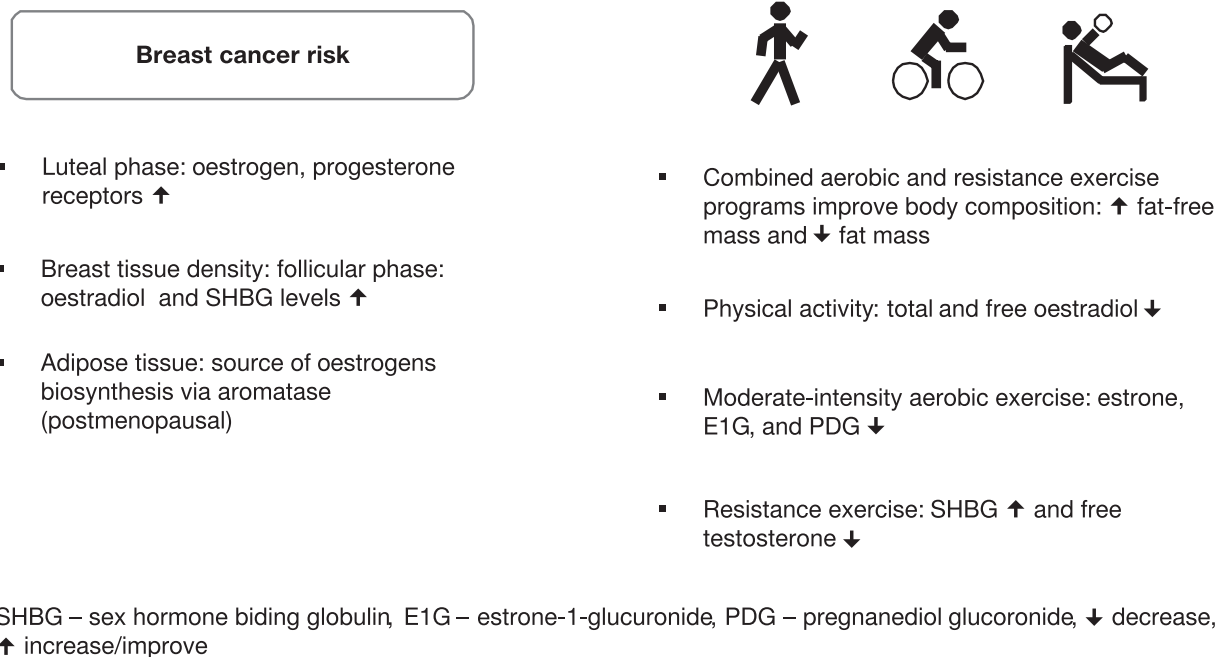 Breast cancer risk
▪ Luteal phase: oestrogen, progesterone
receptors ↑
▪ Breast tissue density: follicular phase:
oestradiol and SHBG levels ↑
▪ Adipose tissue: source of oestrogens
biosynthesis via aromatase
(postmenopausal)
▪ Combined aerobic and resistance exercise
programs improve body composition: ↑ fat-free
mass and ↓ fat mass
▪ Physical activity: total and free oestradiol ↓
▪ Moderate-intensity aerobic exercise: estrone,
E1G, and PDG ↓
▪ Resistance exercise: SHBG ↑ and free
testosterone ↓
SHBG – sex hormone biding globulin, E1G – estrone-1-glucuronide, PDG – pregnanediol glucoronide, ↓ decrease,
↑ increase/improve